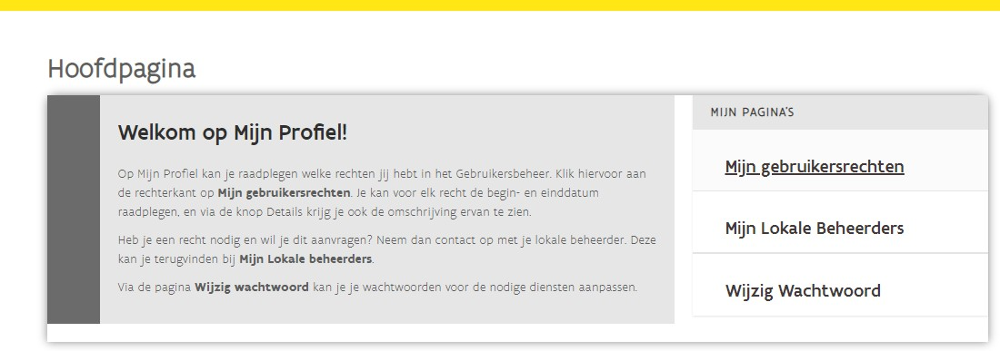 Hoofdpagina
Welkom op Mijn Profiel!
Op Mijn Profiel kan je raadplegen welke rechten jij hebt in het Gebruikersbeheer. Klik hiervoor aan
de rechterkant op Mijn gebruikersrechten. Je kan voor elk recht de begin- en einddatum
raadplegen, en via de knop Details krijg je ook de omschrijving ervan te zien.
Heb je een recht nodig en wil je dit aanvragen? Neem dan contact op met je lokale beheerder. Deze
kan je terugvinden bij Mijn Lokale beheerders.
Via de pagina Wijzig wachtwoord kan je je wachtwoorden voor de nodige diensten aanpassen.
MIJN PAGINA'S
Mijn gebruikersrechten
Mijn Lokale Beheerders
Wijzig Wachtwoord